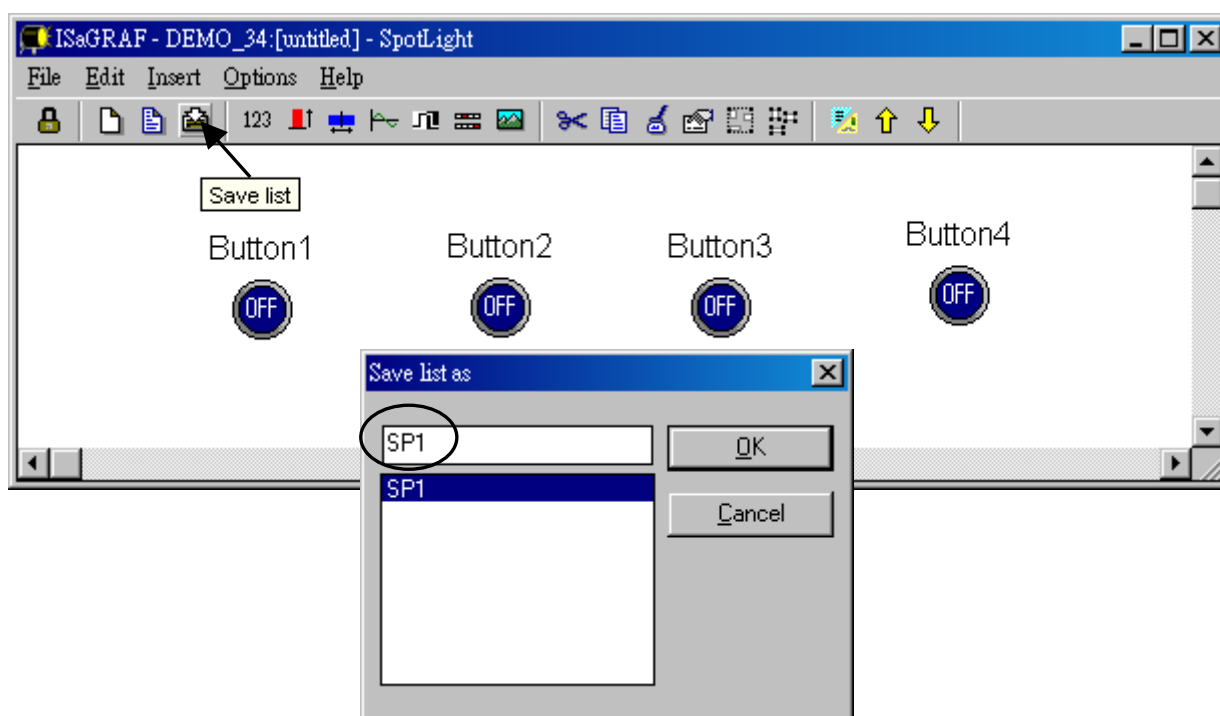 ISaGRAF - DEMO_34:[untitled] - SpotLight
File Edit Insert Options Help
123
Save list
Button1 Button2 Button3 Button4
OFF OFF OFF OFF
Save list as
SP1
OK
SP1
Cancel